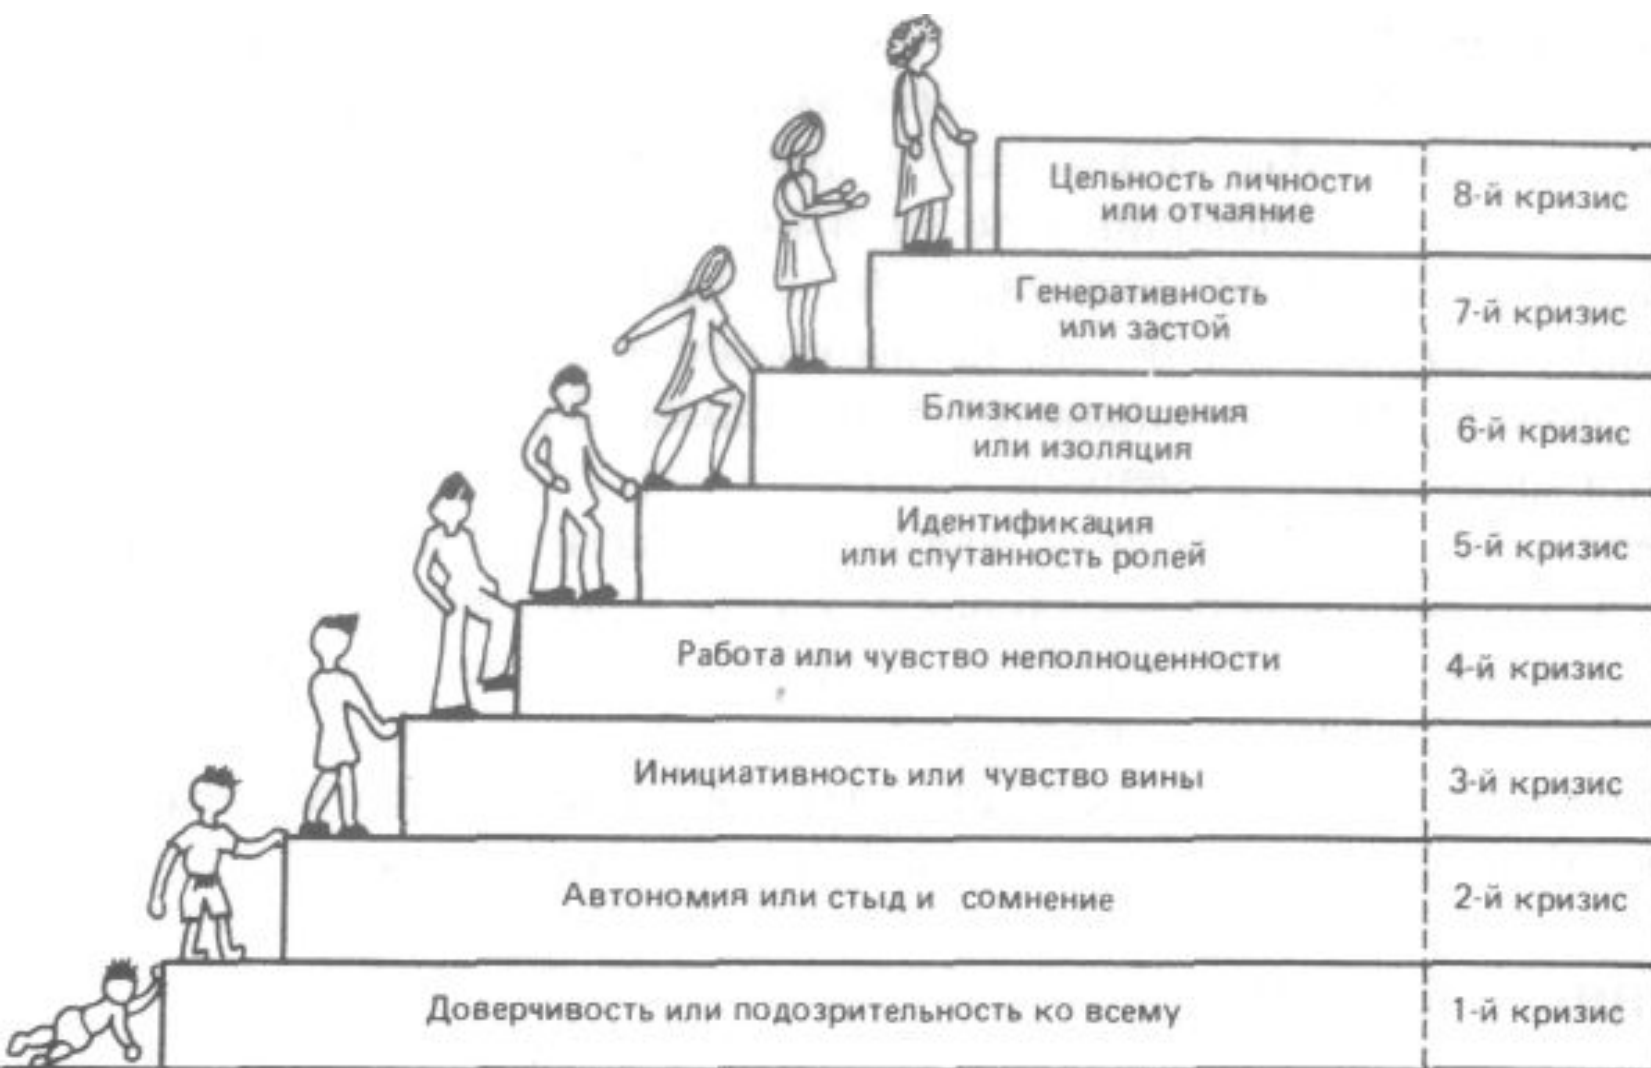 Цельность личности
или отчаяние
8-й кризис
Генеративность
или застой
7-й кризис
Близкие отношения
или изоляция
6-й кризис
Идентификация
или спутанность ролей
5-й кризис
Работа или чувство неполноценности
4-й кризис
Инициативность или чувство вины
3-й кризис
Автономия или стыд и сомнение
2-й кризис
Доверчивость или подозрительность ко всему
1-й кризис